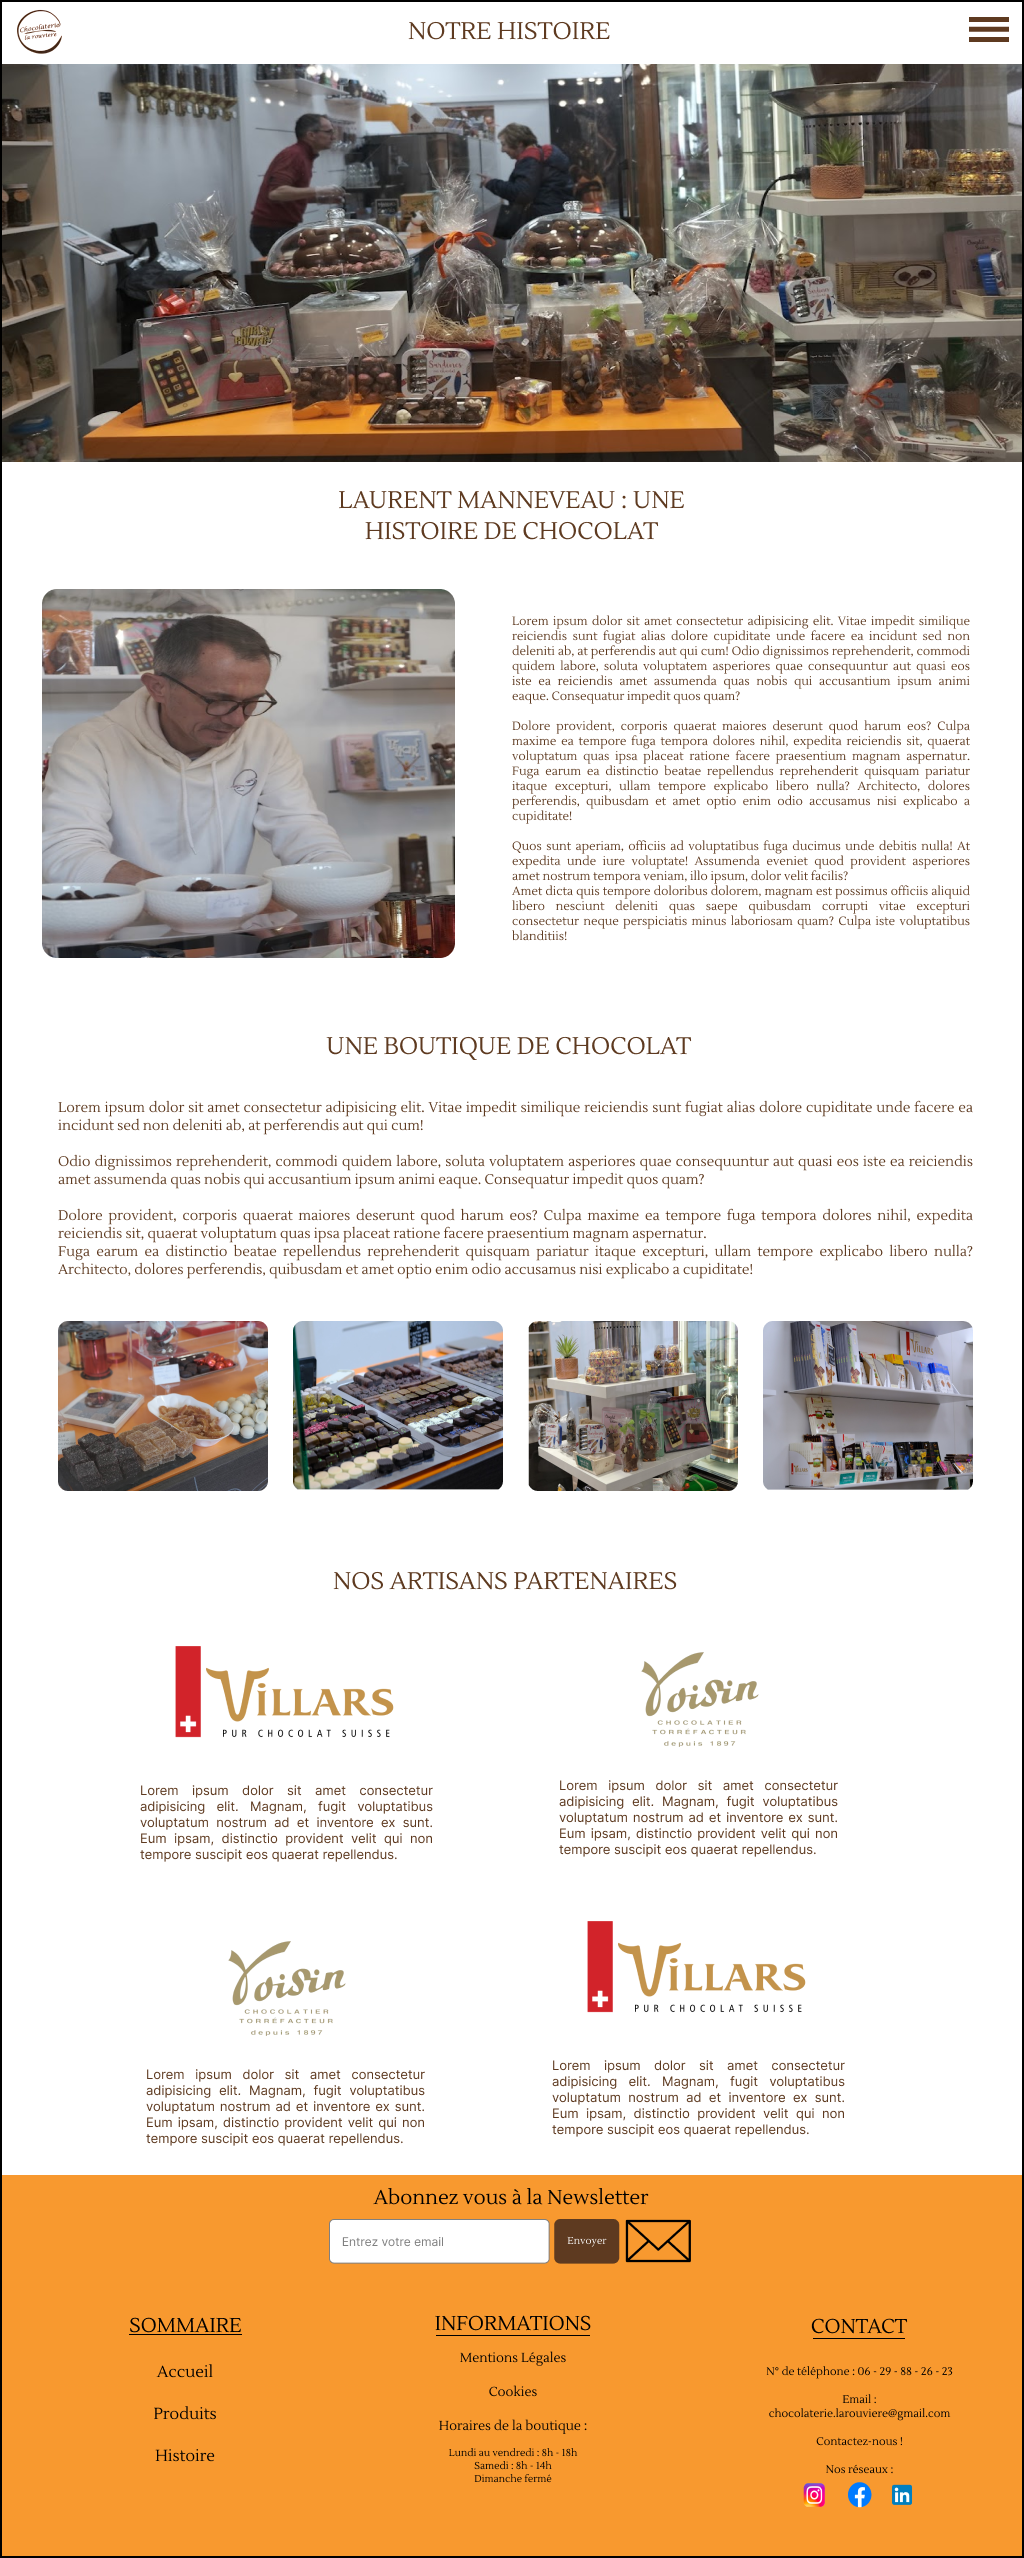 Chocolaterie
la rouviere
NOTRE HISTOIRE
Sardines
LAURENT MANNEVEAU : UNE
HISTOIRE DE CHOCOLAT
Lorem ipsum dolor sit amet consectetur adipisicing elit. Vitae impedit similique
reiciendis sunt fugiat alias dolore cupiditate unde facere ea incidunt sed non
deleniti ab, at perferendis aut qui cum! Odio dignissimos reprehenderit, commodi
quidem labore, soluta voluptatem asperiores quae consequuntur aut quasi eos
iste ea reiciendis amet assumenda quas nobis qui accusantium ipsum animi
eaque. Consequatur impedit quos quam?
Dolore provident, corporis quaerat maiores deserunt quod harum eos? Culpa
maxime ea tempore fuga tempora dolores nihil, expedita reiciendis sit, quaerat
voluptatum quas ipsa placeat ratione facere praesentium magnam aspernatur.
Fuga earum ea distinctio beatae repellendus reprehenderit quisquam pariatur
itaque excepturi, ullam tempore explicabo libero nulla? Architecto, dolores
perferendis, quibusdam et amet optio enim odio accusamus nisi explicabo a
cupiditate!
Quos sunt aperiam, officiis ad voluptatibus fuga ducimus unde debitis nulla! At
expedita unde iure voluptate! Assumenda eveniet quod provident asperiores
amet nostrum tempora veniam, illo ipsum, dolor velit facilis?
Amet dicta quis tempore doloribus dolorem, magnam est possimus officiis aliquid
libero nesciunt deleniti quas saepe quibusdam corrupti vitae excepturi
consectetur neque perspiciatis minus laboriosam quam? Culpa iste voluptatibus
blanditiis!
UNE BOUTIQUE DE CHOCOLAT
Lorem ipsum dolor sit amet consectetur adipisicing elit. Vitae impedit similique reiciendis sunt fugiat alias dolore cupiditate unde facere ea
incidunt sed non deleniti ab, at perferendis aut qui cum!
Odio dignissimos reprehenderit, commodi quidem labore, soluta voluptatem asperiores quae consequuntur aut quasi eos iste ea reiciendis
amet assumenda quas nobis qui accusantium ipsum animi eaque. Consequatur impedit quos quam?
Dolore provident, corporis quaerat maiores deserunt quod harum eos? Culpa maxime ea tempore fuga tempora dolores nihil, expedita
reiciendis sit, quaerat voluptatum quas ipsa placeat ratione facere praesentium magnam aspernatur.
Fuga earum ea distinctio beatae repellendus reprehenderit quisquam pariatur itaque excepturi, ullam tempore explicabo libero nulla?
Architecto, dolores perferendis, quibusdam et amet optio enim odio accusamus nisi explicabo a cupiditate!
VILLARS
NOS ARTISANS PARTENAIRES
VILLARS
PUR CHOCOLAT SUISSE
Voisin
CHOCOLATIER
TORRÉFACTEUR
depuis 1897
Lorem ipsum dolor sit amet consectetur
adipisicing elit. Magnam, fugit voluptatibus
voluptatum nostrum ad et inventore ex sunt.
Eum ipsam, distinctio provident velit qui non
tempore suscipit eos quaerat repellendus.
Lorem ipsum dolor sit amet consectetur
adipisicing elit. Magnam, fugit voluptatibus
voluptatum nostrum ad et inventore ex sunt.
Eum ipsam, distinctio provident velit qui non
tempore suscipit eos quaerat repellendus.
Voisin
CHOCOLATIER
TORRÉFACTEUR
depuis 1897
VILLARS
PUR CHOCOLAT SUISSE
Lorem ipsum dolor sit amet consectetur
adipisicing elit. Magnam, fugit voluptatibus
voluptatum nostrum ad et inventore ex sunt.
Eum ipsam, distinctio provident velit qui non
tempore suscipit eos quaerat repellendus.
Lorem ipsum dolor sit amet consectetur
adipisicing elit. Magnam, fugit voluptatibus
voluptatum nostrum ad et inventore ex sunt.
Eum ipsam, distinctio provident velit qui non
tempore suscipit eos quaerat repellendus.
Abonnez vous à la Newsletter
Entrez votre email
Envoyer
SOMMAIRE
Accueil
Produits
Histoire
INFORMATIONS
Mentions Légales
Cookies
Horaires de la boutique :
Lundi au vendredi : 8h - 18h
Samedi : 8h - 14h
Dimanche fermé
CONTACT
N° de téléphone : 06 - 29 - 88 - 26 - 23
Email :
chocolaterie.larouviere@gmail.com
Contactez-nous !
Nos réseaux :
in